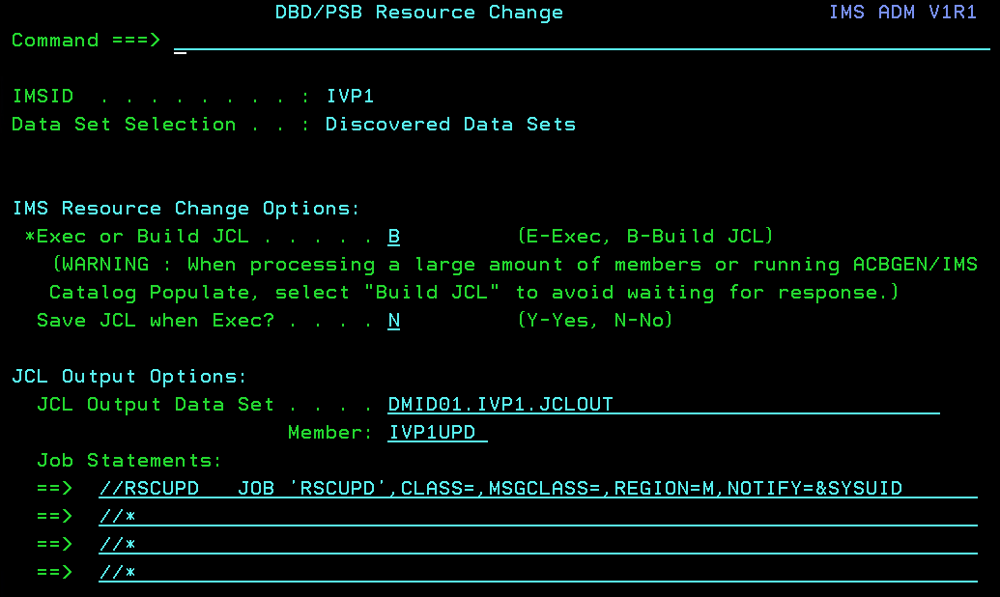 DBD/PSB Resource Change IMS ADM V1R1
Command ===>
IMSID . . . . . . . . . : IVP1
Data Set Selection . . : Discovered Data Sets
IMS Resource Change Options:
*Exec or Build JCL . . . . . B (E-Exec, B-Build JCL)
(WARNING : When processing a large amount of members or running ACBGEN/IMS
Catalog Populate, select "Build JCL" to avoid waiting for response.)
Save JCL when Exec? . . . . N (Y-Yes, N-No)
JCL Output Options:
JCL Output Data Set . . . . DMID01.IVP1.JCLOUT
Member: IVP1UPD
Job Statements:
==> //RSCUPD   JOB 'RSCUPD',CLASS=,MSGCLASS=,REGION=M,NOTIFY=&SYSUID
==> //*
==> //*
==> //*